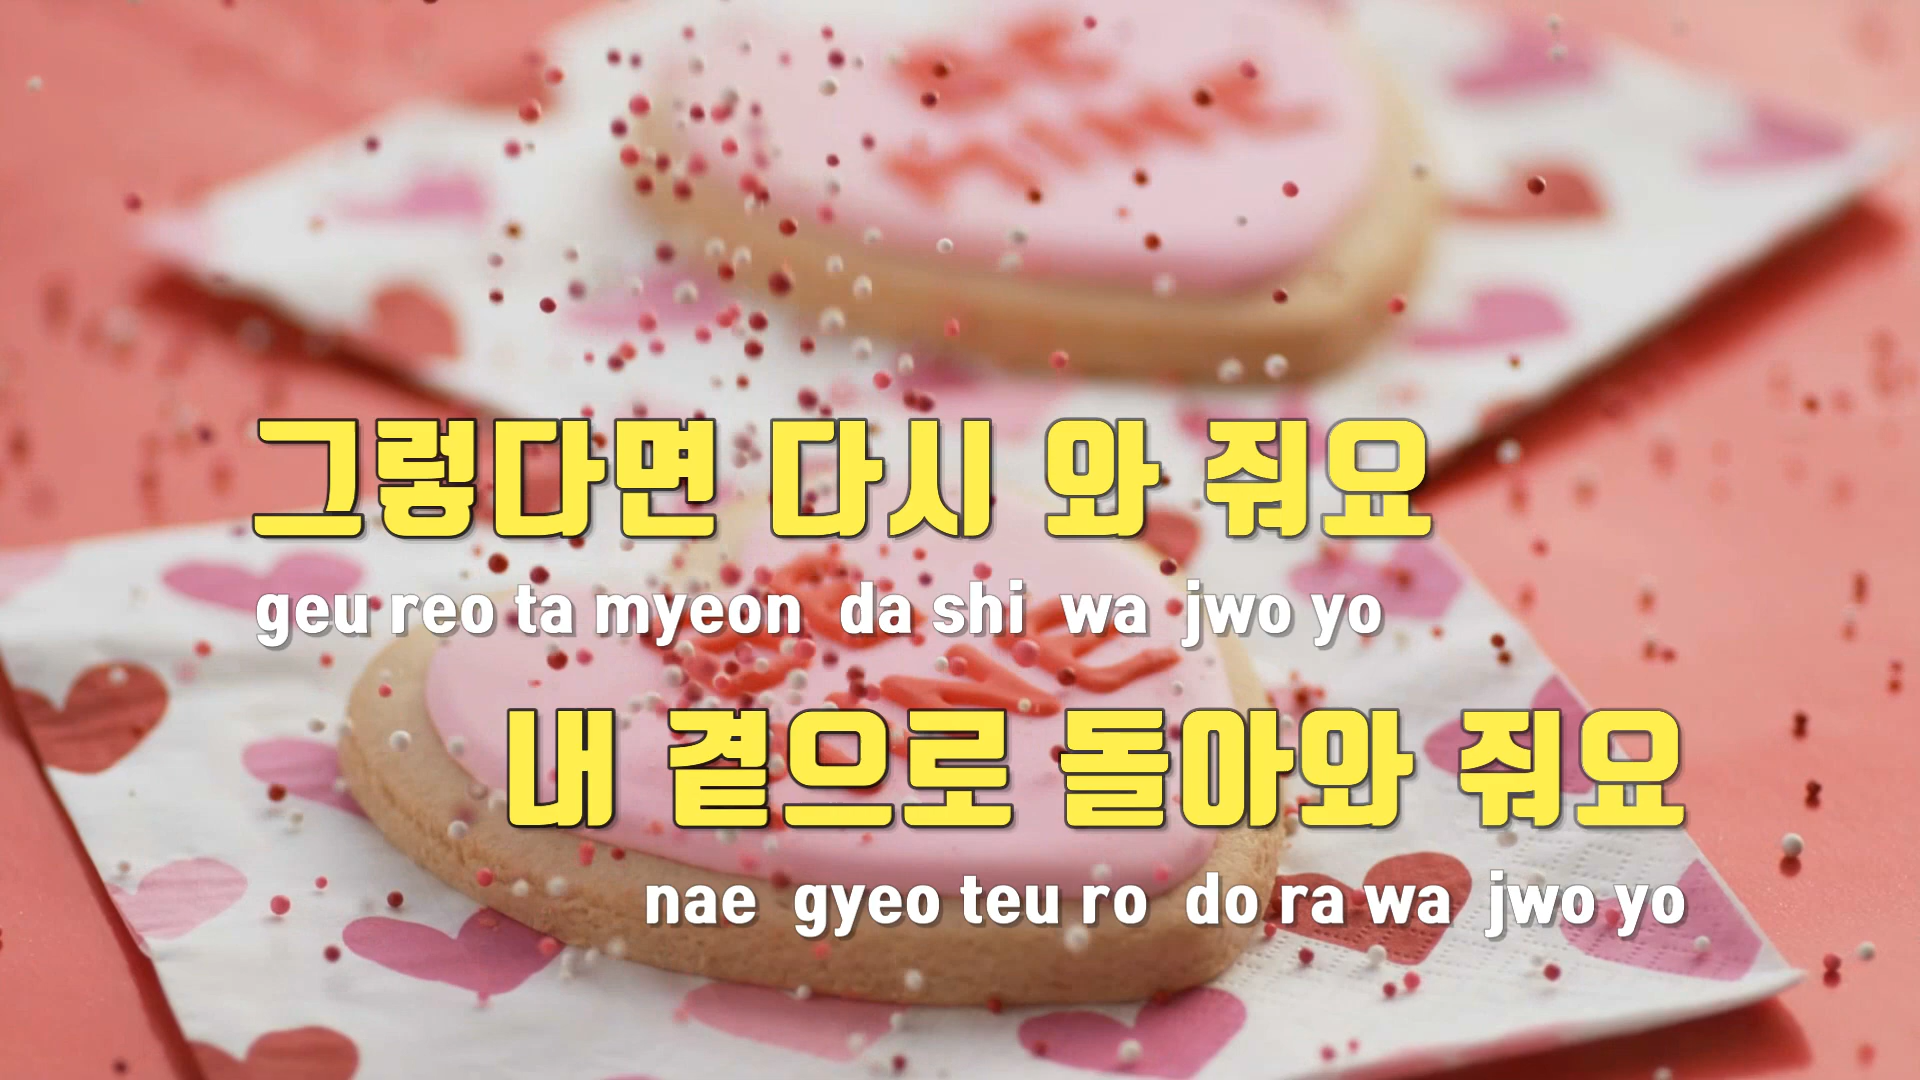 그렇다면 다시 와 줘요
geu reo ta myeon da shi wa jwo yo
내 곁으로 돌아와 줘요
nae gyeo teu ro do ra wa jwo yo